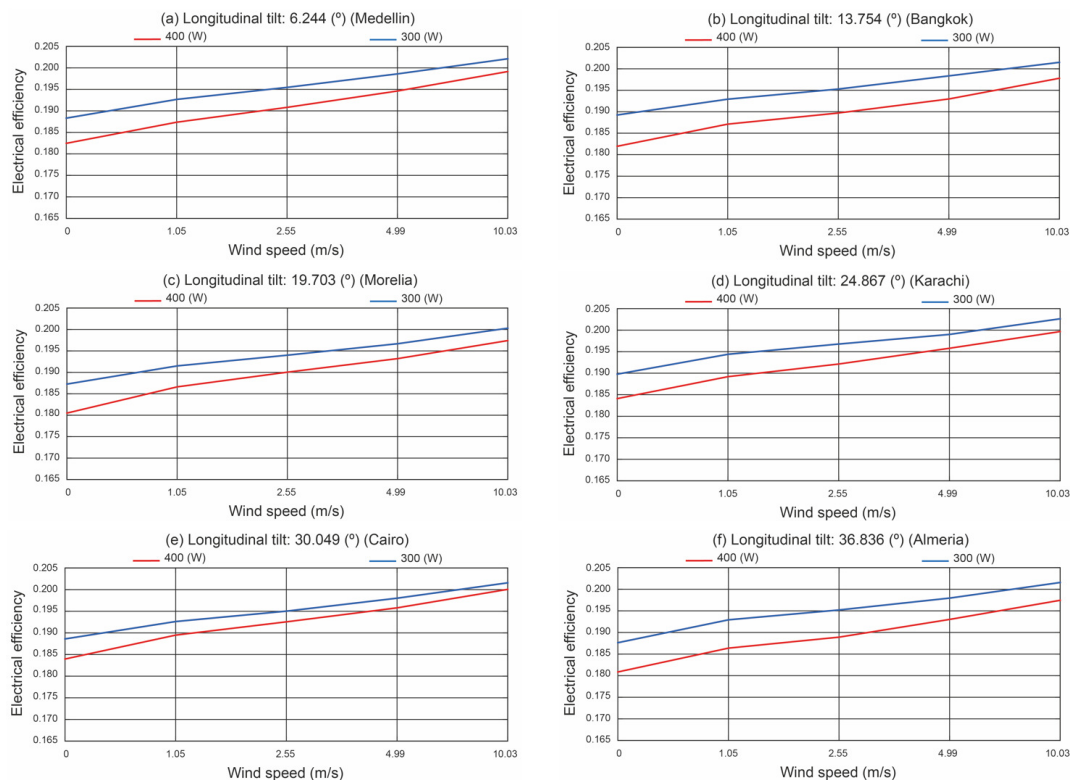 (a) Longitudinal tilt: 6.244 (º) (Medellin)
400 (W) 300 (W)
Electrical efficiency
0.205
0.200
0.195
0.190
0.185
0.180
0.175
0.170
0.165
0 1.05 2.55 4.99 10.03
Wind speed (m/s)
(b) Longitudinal tilt: 13.754 (º) (Bangkok)
400 (W) 300 (W)
Electrical efficiency
0.205
0.200
0.195
0.190
0.185
0.180
0.175
0.170
0.165
0 1.05 2.55 4.99 10.03
Wind speed (m/s)
(c) Longitudinal tilt: 19.703 (º) (Morelia)
400 (W) 300 (W)
Electrical efficiency
0.205
0.200
0.195
0.190
0.185
0.180
0.175
0.170
0.165
0 1.05 2.55 4.99 10.03
Wind speed (m/s)
(d) Longitudinal tilt: 24.867 (º) (Karachi)
400 (W) 300 (W)
Electrical efficiency
0.205
0.200
0.195
0.190
0.185
0.180
0.175
0.170
0.165
0 1.05 2.55 4.99 10.03
Wind speed (m/s)
(e) Longitudinal tilt: 30.049 (º) (Cairo)
400 (W) 300 (W)
Electrical efficiency
0.205
0.200
0.195
0.190
0.185
0.180
0.175
0.170
0.165
0 1.05 2.55 4.99 10.03
Wind speed (m/s)
(f) Longitudinal tilt: 36.836 (º) (Almeria)
400 (W) 300 (W)
Electrical efficiency
0.205
0.200
0.195
0.190
0.185
0.180
0.175
0.170
0.165
0 1.05 2.55 4.99 10.03
Wind speed (m/s)